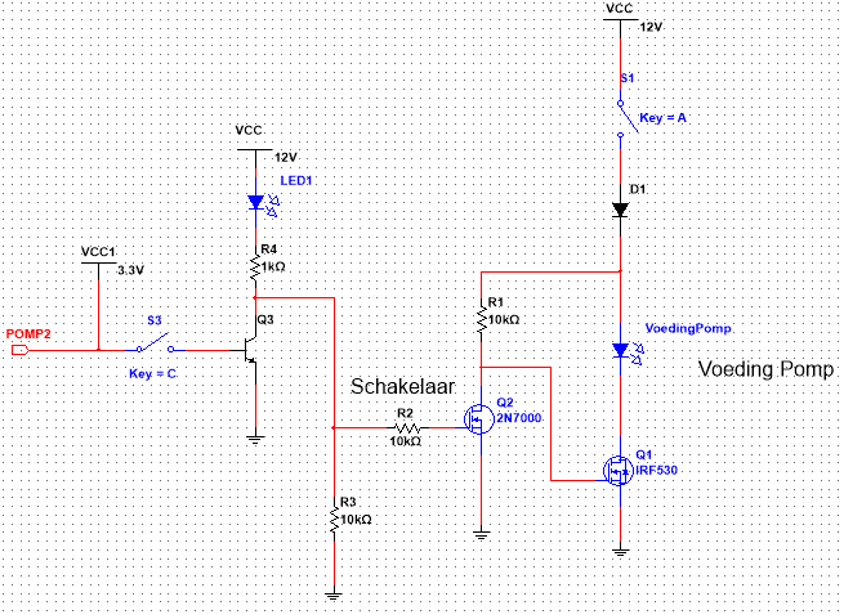 VCC
12V
S1
Key = A
VCC
12V
LED1
D1
R4
1kΩ
VCC1
3.3V
R1
10kΩ
S3
Q3
POMP2
VoedingPomp
Key = C
Voeding Pomp
Schakelaar
Q2
2N7000
R2
10kΩ
Q1
IRF530
R3
10kΩ